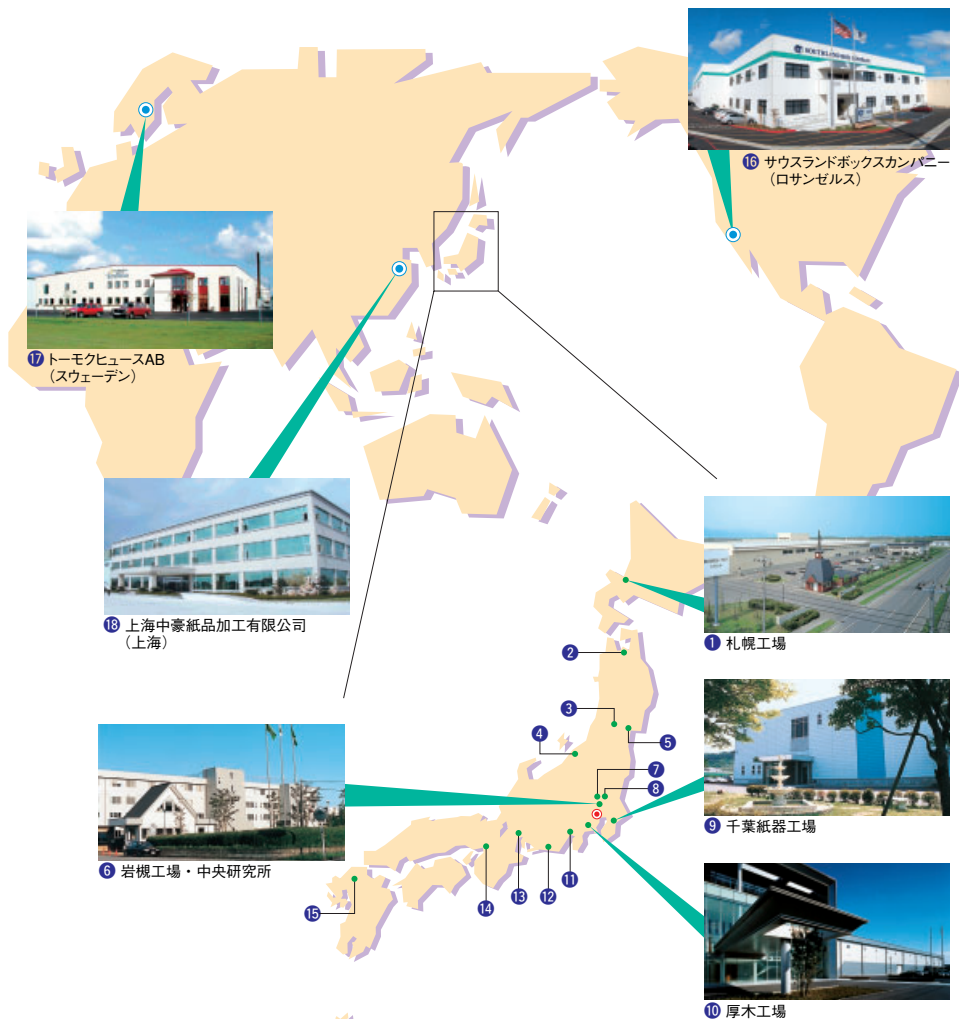 ⑯ サウスランドボックスカンパニー
（ロサンゼルス）
⑰ トーモクヒュースAB
（スウェーデン）
⑱ 上海中豪紙品加工有限公司
（上海）
① 札幌工場
②
③
④
⑤
⑦
⑧
⑨ 千葉紙器工場
⑥ 岩槻工場・中央研究所
⑪
⑫
⑬
⑭
⑮
⑩ 厚木工場